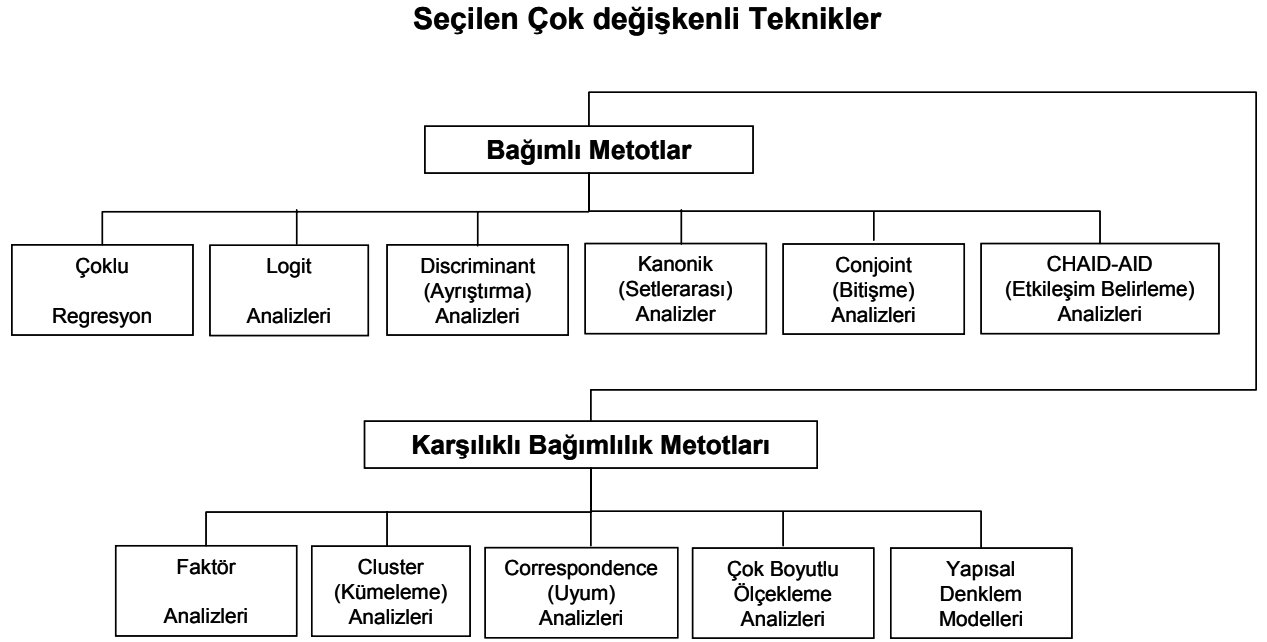 Seçilen Çok değişkenli Teknikler
Bağımlı Metotlar
Çoklu
Regresyon
Logit
Analizleri
Discriminant
(Ayrıştırma)
Analizleri
Kanonik
(Setlerarası)
Analizler
Conjoint
(Bitişme)
Analizleri
CHAID-AID
(Etkileşim Belirleme)
Analizleri
Karşılıklı Bağımlılık Metotları
Faktör
Analizleri
Cluster
(Kümeleme)
Analizleri
Correspondence
(Uyum)
Analizleri
Çok Boyutlu
Ölçekleme
Analizleri
Yapısal
Denklem
Modelleri